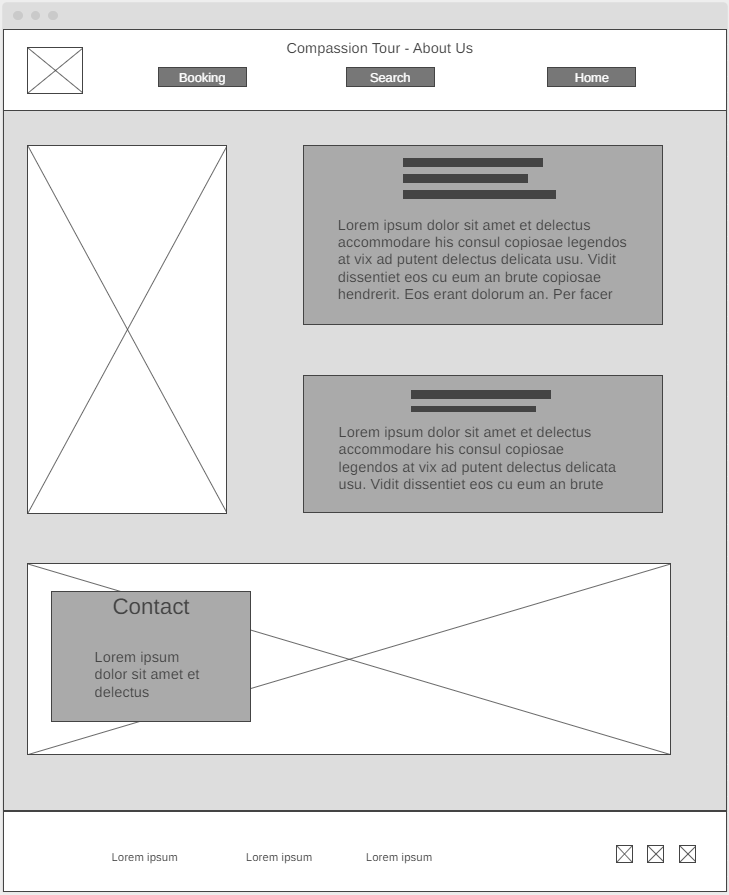 Compassion Tour - About Us
Booking
Search
Home
Lorem ipsum dolor sit amet et delectus
accommodare his consul copiosae legendos
at vix ad putent delectus delicata usu. Vidit
dissentiet eos cu eum an brute copiosae
hendrerit. Eos erant dolorum an. Per facer
Lorem ipsum dolor sit amet et delectus
accommodare his consul copiosae
legendos at vix ad putent delectus delicata
usu. Vidit dissentiet eos cu eum an brute
Contact
Lorem ipsum
dolor sit amet et
delectus
Lorem ipsum
Lorem ipsum
Lorem ipsum